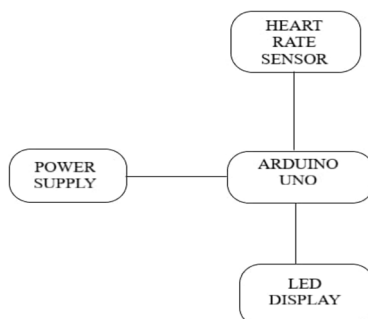 HEART
RATE
SENSOR
POWER
SUPPLY
ARDUINO
UNO
LED
DISPLAY